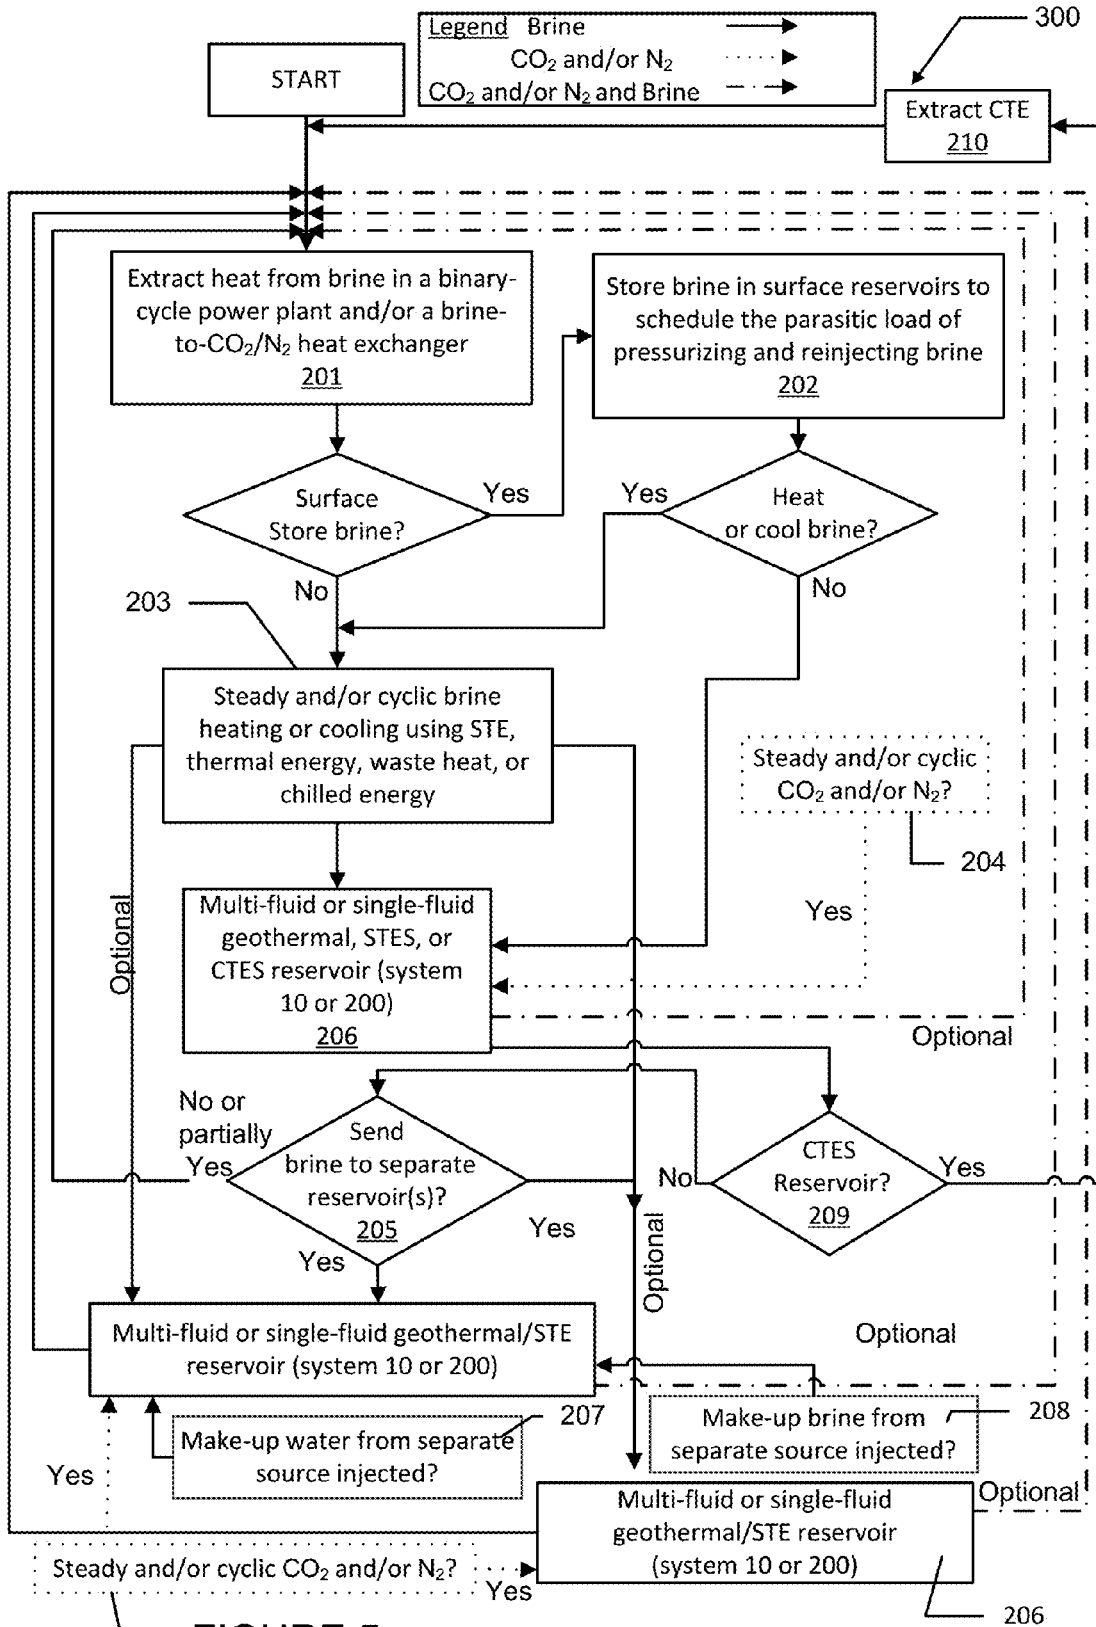 300
Legend Brine
CO₂ and/or N₂
CO₂ and/or N₂ and Brine
START
Extract CTE
210
Extract heat from brine in a binary-
cycle power plant and/or a brine-
to-CO₂/N₂ heat exchanger
201
Store brine in surface reservoirs to
schedule the parasitic load of
pressurizing and reinjecting brine
202
Surface
Store brine?
Yes
No
Heat
or cool brine?
Yes
No
203
Steady and/or cyclic brine
heating or cooling using STE,
thermal energy, waste heat, or
chilled energy
Steady and/or cyclic
CO₂ and/or N₂?
204
Yes
Optional
Multi-fluid or single-fluid
geothermal, STES, or
CTES reservoir (system
10 or 200)
206
Optional
No or
partially
Yes
Send
brine to separate
reservoir(s)?
205
Yes
Yes
No
CTES
Reservoir?
209
Yes
Optional
Multi-fluid or single-fluid geothermal/STE
reservoir (system 10 or 200)
Optional
207
Make-up water from separate
source injected?
208
Make-up brine from
separate source injected?
Yes
Multi-fluid or single-fluid
geothermal/STE reservoir
(system 10 or 200)
Optional
Steady and/or cyclic CO₂ and/or N₂?
Yes
206